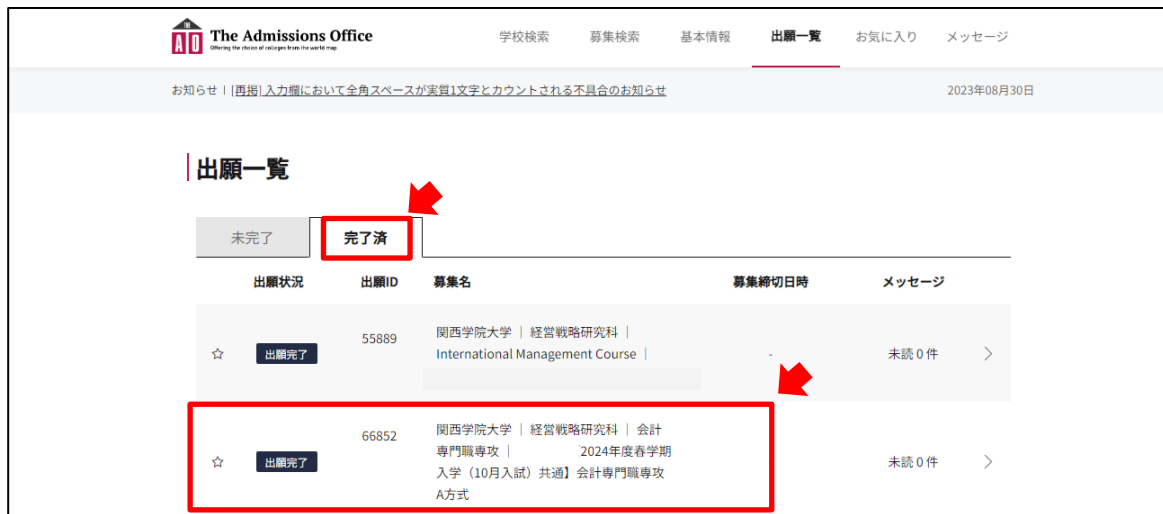 The Admissions Office
Offering the choice of colleges from the world map
学校検索 募集検索 基本情報 出願一覧 お気に入り メッセージ
お知らせ | [再掲] 入力欄において全角スペースが実質1文字とカウントされる不具合のお知らせ 2023年08月30日
出願一覧
未完了 完了済
出願状況 出願ID 募集名 募集締切日時 メッセージ
55889
関西学院大学 | 経営戦略研究科 |
International Management Course |
出願完了 - 未読 0 件
66852
関西学院大学 | 経営戦略研究科 | 会計
専門職専攻 | 2024年度春学期
入学（10月入試）共通】会計専門職専攻
A方式
出願完了 未読 0 件